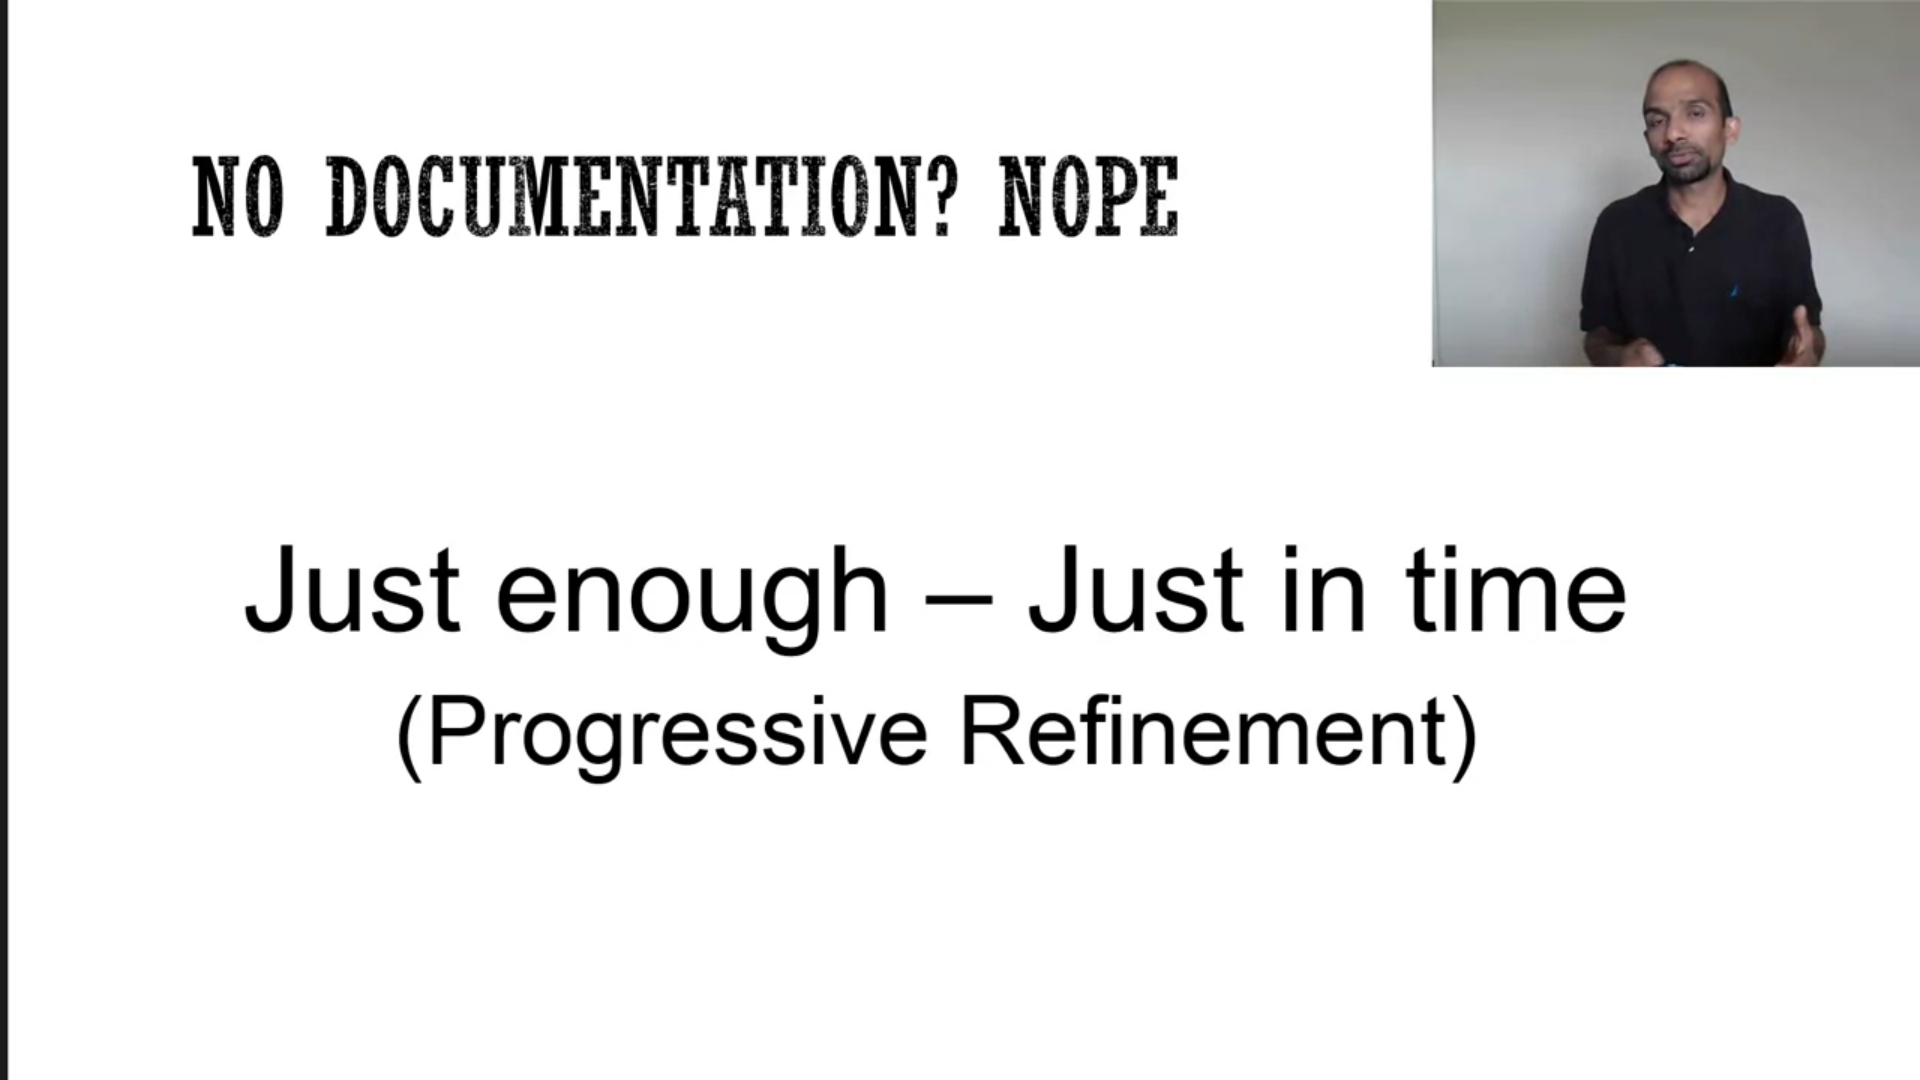 NO DOCUMENTATION? NOPE
Just enough – Just in time
(Progressive Refinement)